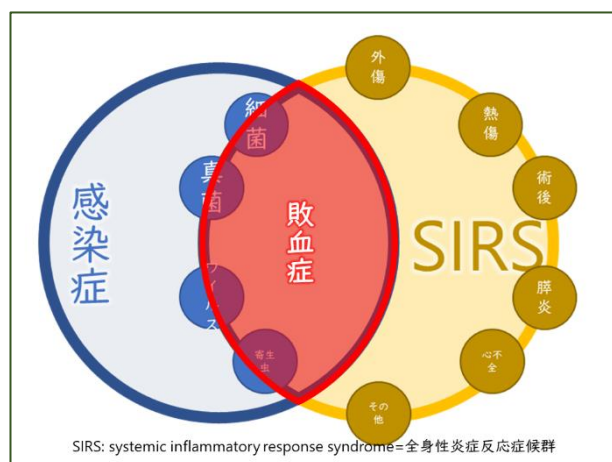 外傷
細菌
熱傷
真菌
術後
感染症
敗血症
SIRS
ウイルス
膵炎
寄生生
心不全
その他
SIRS: systemic inflammatory response syndrome=全身性炎症反応症候群